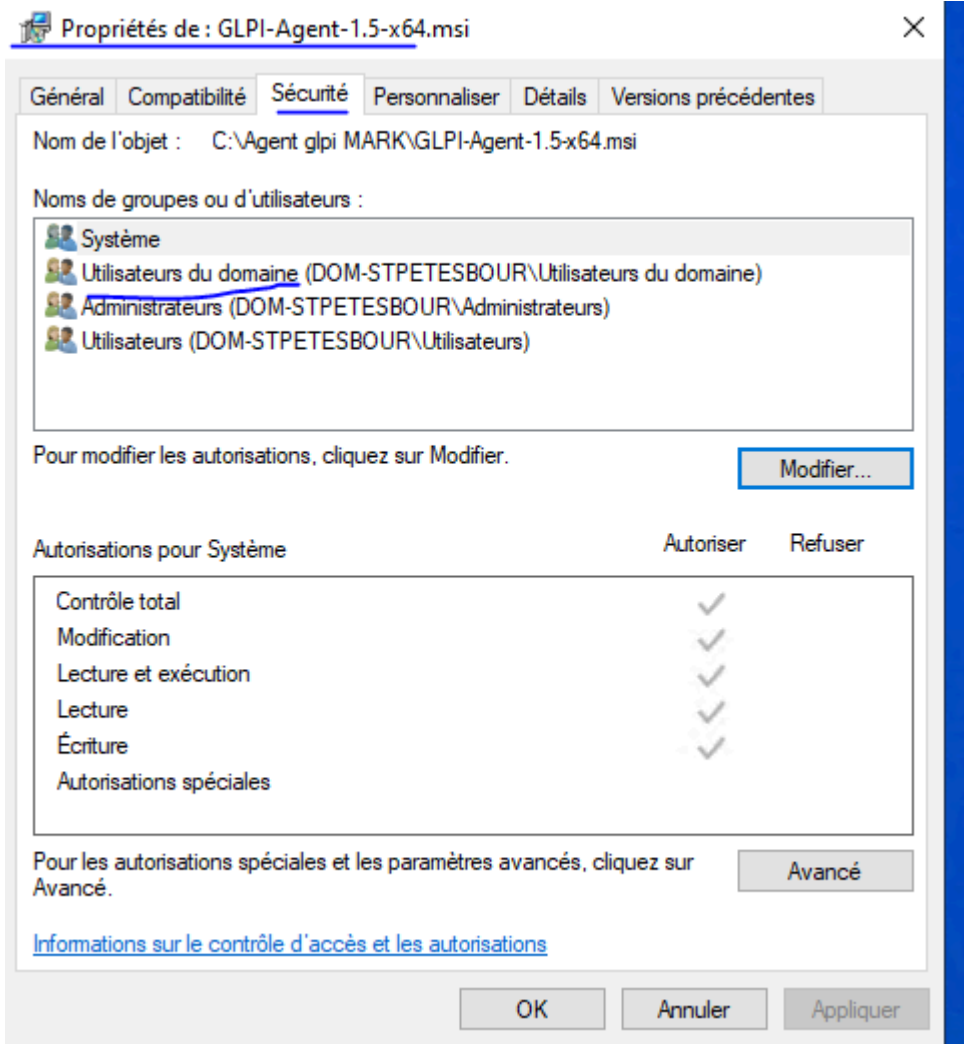 Propriétés de : GLPI-Agent-1.5-x64.msi
Général Compatibilité Sécurité Personnaliser Détails Versions précédentes
Nom de l'objet : C:\Agent glpi MARK\GLPI-Agent-1.5-x64.msi
Noms de groupes ou d'utilisateurs :
Système
Utilisateurs du domaine (DOM-STPETESBOUR\Utilisateurs du domaine)
Administrateurs (DOM-STPETESBOUR\Administrateurs)
Utilisateurs (DOM-STPETESBOUR\Utilisateurs)
Pour modifier les autorisations, cliquez sur Modifier.
Modifier...
Autorisations pour Système Autoriser Refuser
Contrôle total
Modification
Lecture et exécution
Lecture
Écriture
Autorisations spéciales
Pour les autorisations spéciales et les paramètres avancés, cliquez sur
Avancé.
Avancé
Informations sur le contrôle d'accès et les autorisations
OK Annuler Appliquer